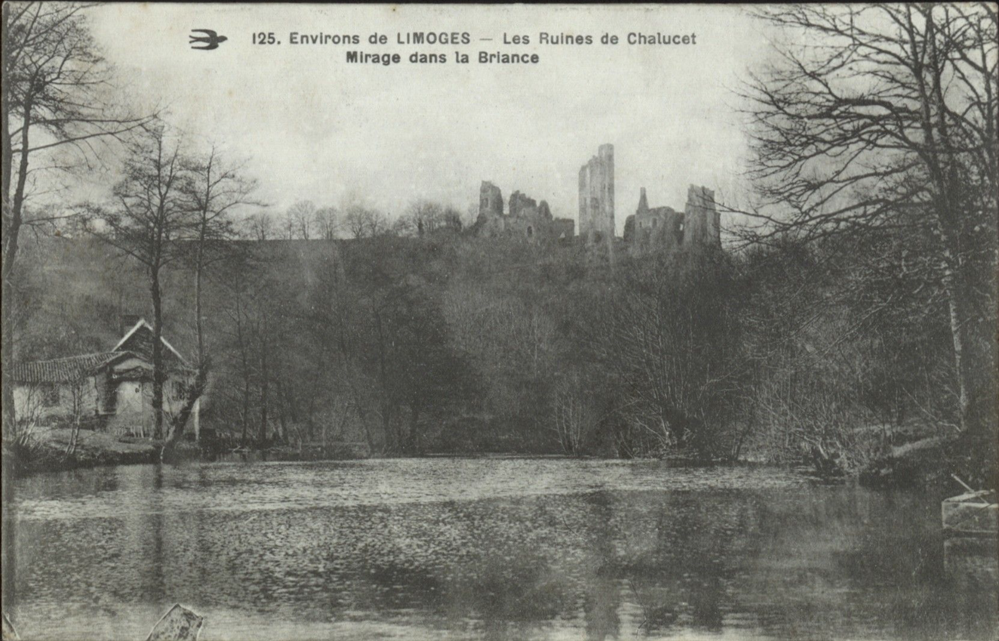 125. Environs de LIMOGES — Les Ruines de Chalucet
Mirage dans la Briance